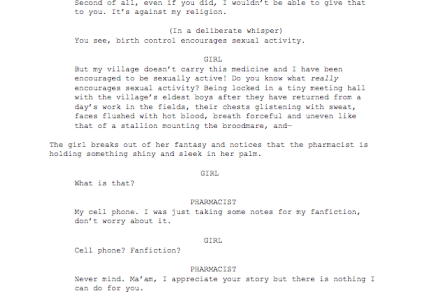 Second of all, even if you did, I wouldn't be able to give that
to you. It's against my religion.
(In a deliberate whisper)
You see, birth control encourages sexual activity.
GIRL
But my village doesn't carry this medicine and I have been
encouraged to be sexually active! Do you know what really
encourages sexual activity? Being locked in a tiny meeting hall
with the village's eldest boys after they have returned from a
day's work in the fields, their chests glistening with sweat,
faces flushed with hot blood, breath forceful and uneven like
that of a stallion mounting the broodmare, and—
The girl breaks out of her fantasy and notices that the pharmacist is
holding something shiny and sleek in her palm.
GIRL
What is that?
PHARMACIST
My cell phone. I was just taking some notes for my fanfiction,
don't worry about it.
GIRL
Cell phone? Fanfiction?
PHARMACIST
Never mind. Ma'am, I appreciate your story but there is nothing I
can do for you.